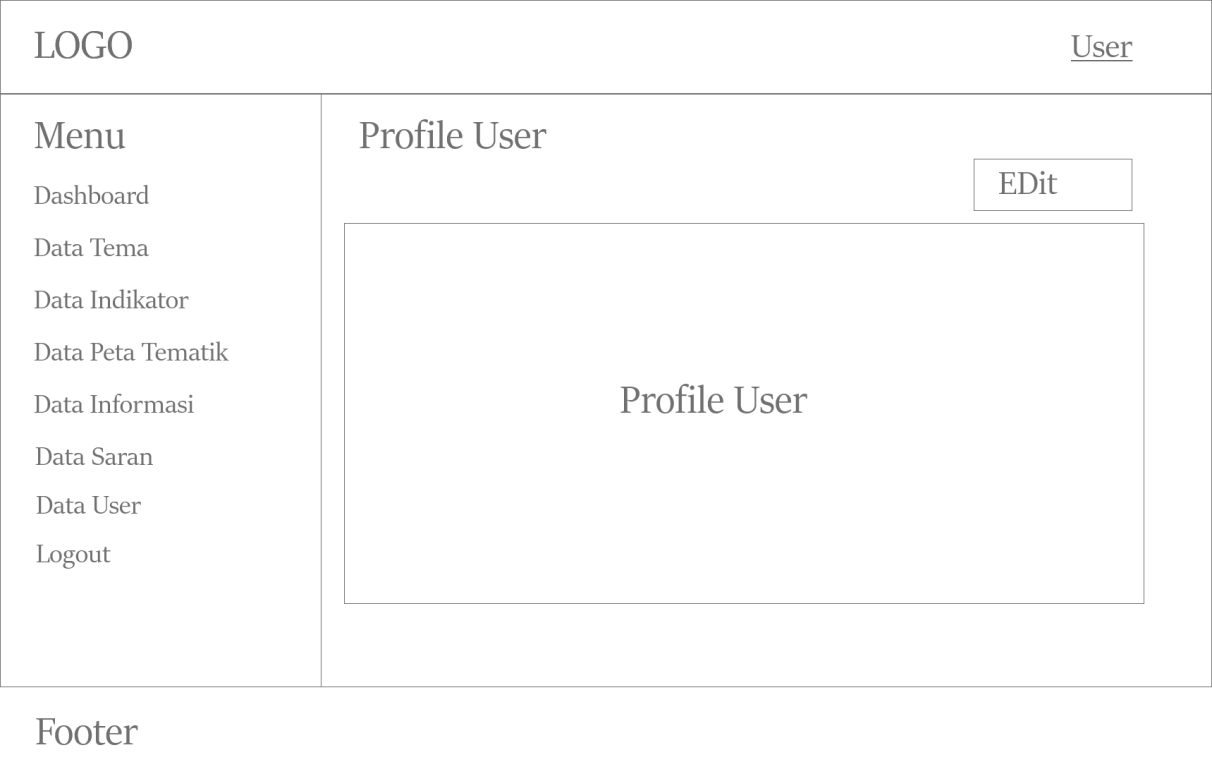 LOGO
User
Menu
Dashboard
Data Tema
Data Indikator
Data Peta Tematik
Data Informasi
Data Saran
Data User
Logout
Profile User
EDit
Profile User
Footer